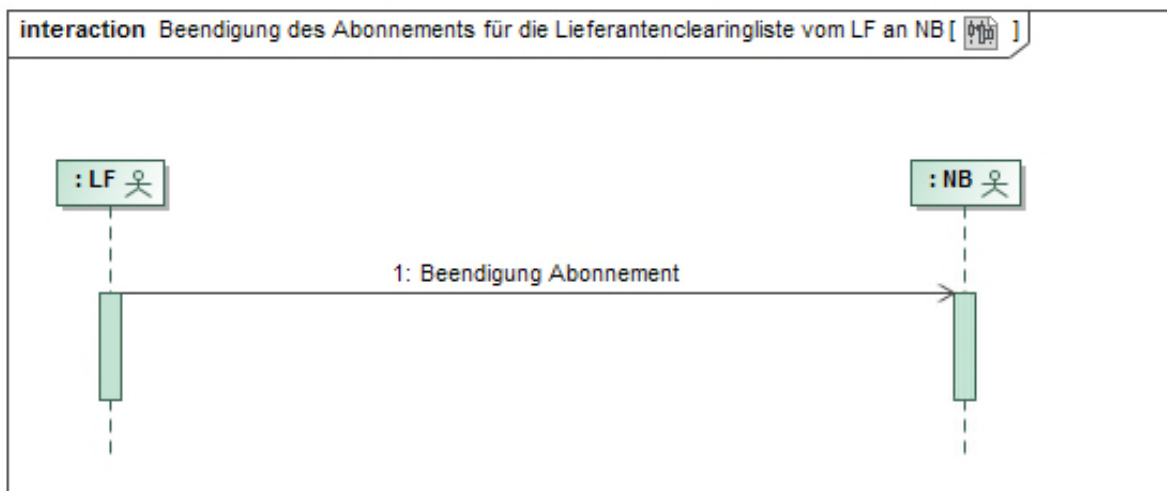 interaction Beendigung des Abonnements für die Lieferantenclearingliste vom LF an NB [ ]
:LF
:NB
1: Beendigung Abonnement